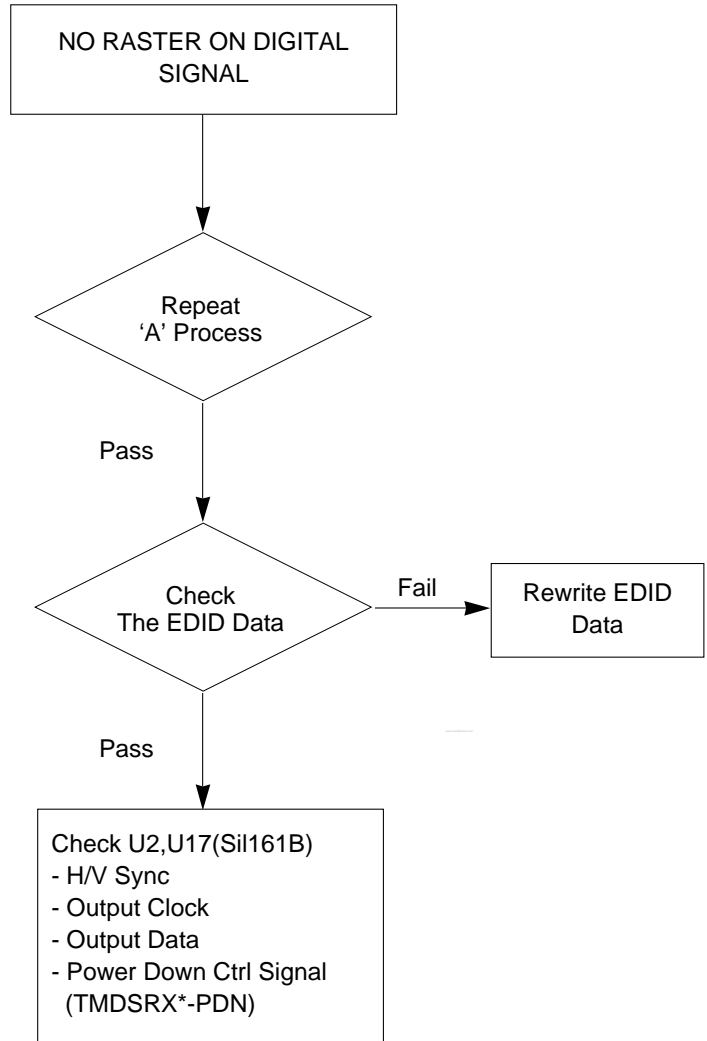 NO RASTER ON DIGITAL
SIGNAL
Repeat
‘A’ Process
Pass
Check
The EDID Data
Fail
Rewrite EDID
Data
Pass
Check U2,U17(Sil161B)
- H/V Sync
- Output Clock
- Output Data
- Power Down Ctrl Signal
(TMDSRX*-PDN)